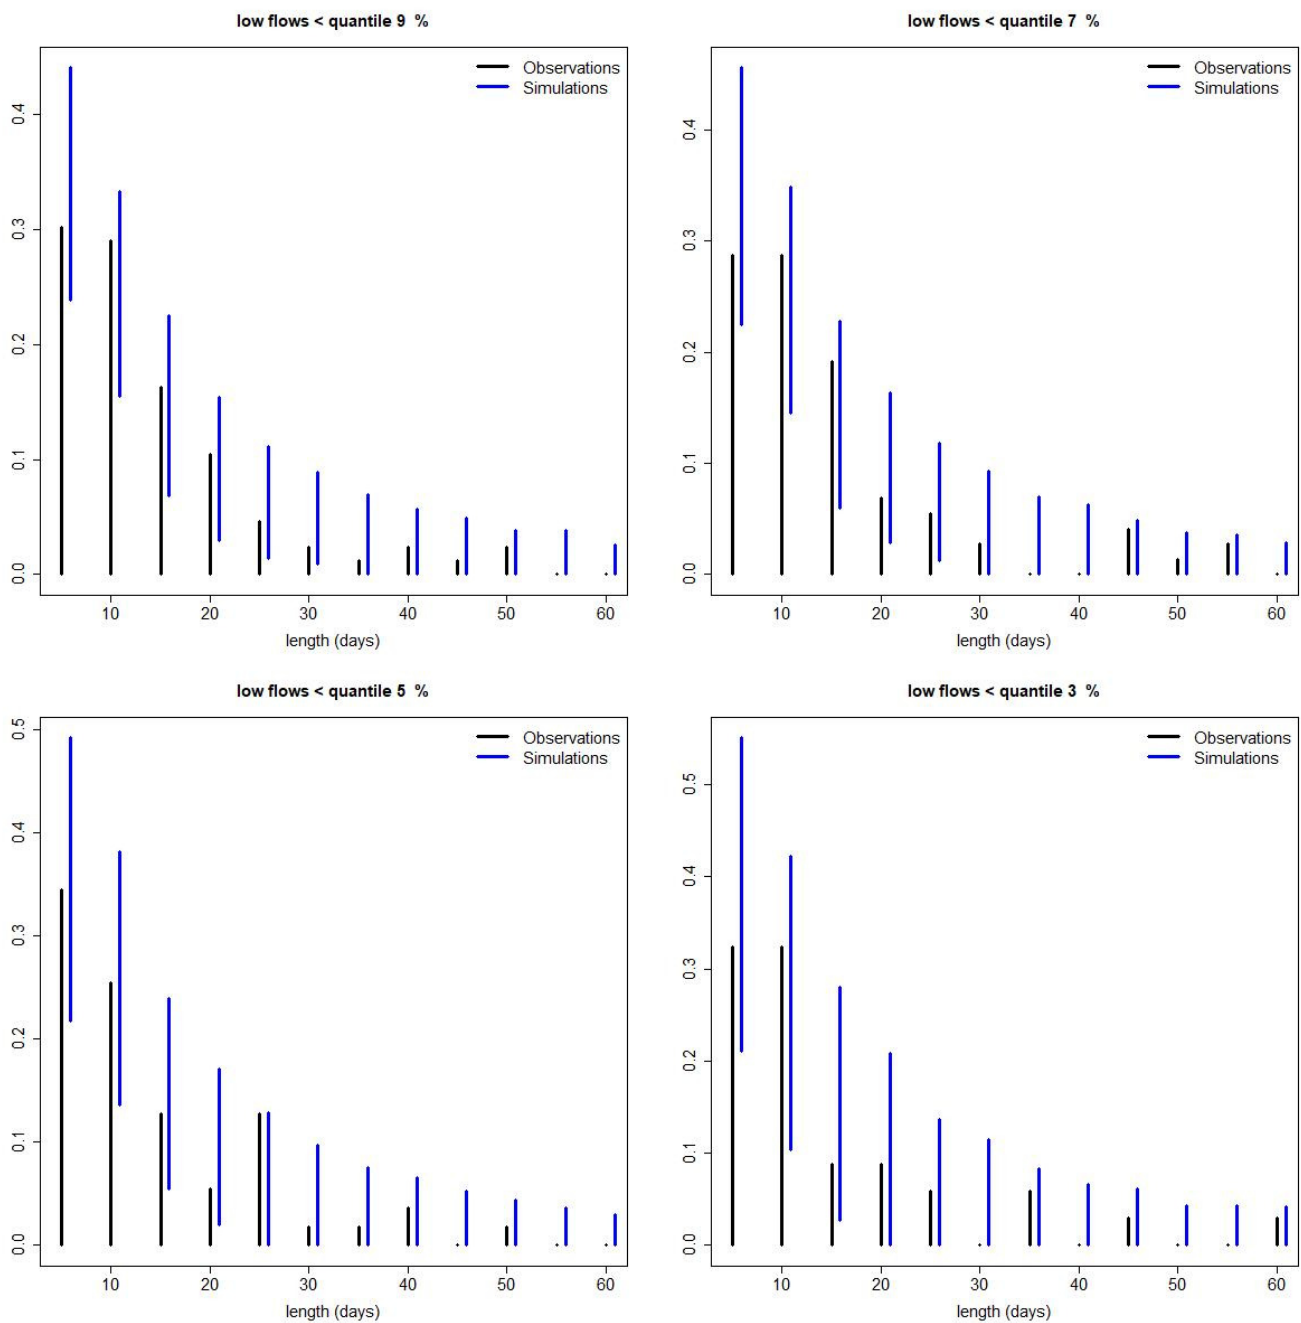 low flows < quantile 9 %
Observations
Simulations
0.4
0.3
0.2
0.1
0.0
10 20 30 40 50 60
length (days)
low flows < quantile 7 %
Observations
Simulations
0.4
0.3
0.2
0.1
0.0
10 20 30 40 50 60
length (days)
low flows < quantile 5 %
Observations
Simulations
0.5
0.4
0.3
0.2
0.1
0.0
10 20 30 40 50 60
length (days)
low flows < quantile 3 %
Observations
Simulations
0.5
0.4
0.3
0.2
0.1
0.0
10 20 30 40 50 60
length (days)